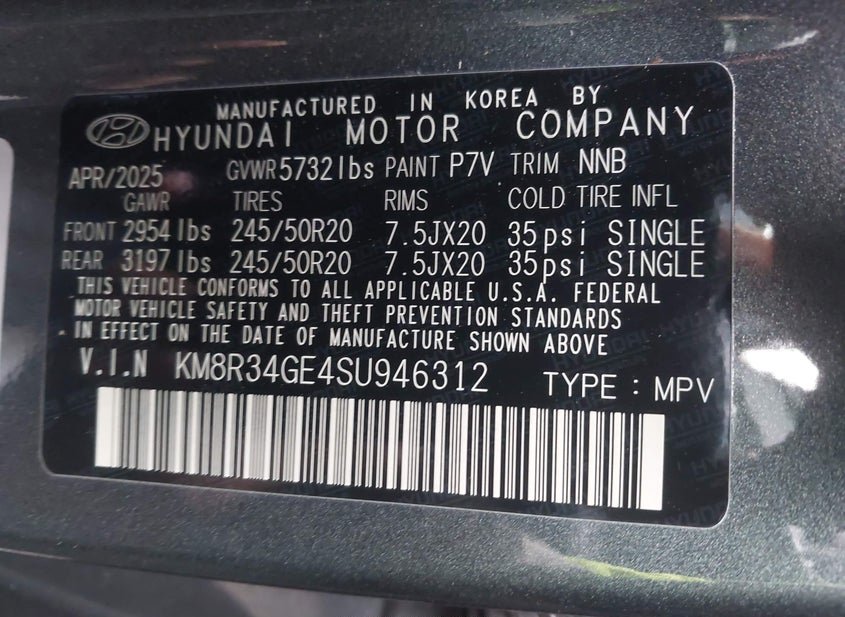 MANUFACTURED IN KOREA BY
HYUNDAI MOTOR COMPANY
APR/2025 GVWR 5732 lbs PAINT P7V TRIM NNB
GAWR TIRES RIMS COLD TIRE INFL
FRONT 2954 lbs 245/50R20 7.5JX20 35psi SINGLE
REAR 3197 lbs 245/50R20 7.5JX20 35psi SINGLE
THIS VEHICLE CONFORMS TO ALL APPLICABLE U.S.A. FEDERAL
MOTOR VEHICLE SAFETY AND THEFT PREVENTION STANDARDS
IN EFFECT ON THE DATE OF MANUFACTURE SHOWN ABOVE
V.I.N KM8R34GE4SU946312 TYPE : MPV